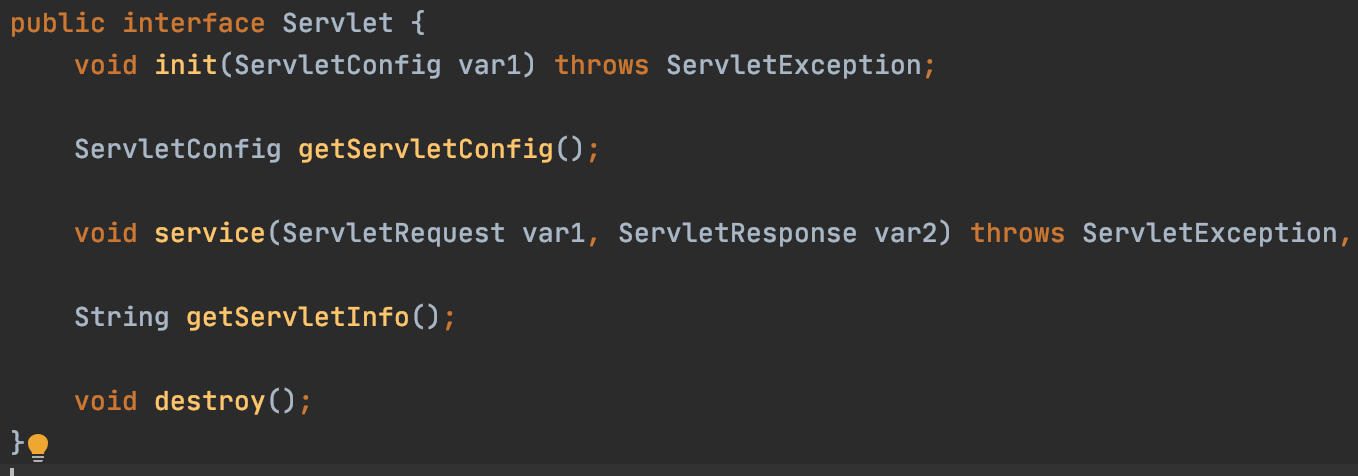 public interface Servlet {
void init(ServletConfig var1) throws ServletException;
ServletConfig getServletConfig();
void service(ServletRequest var1, ServletResponse var2) throws ServletException,
String getServletInfo();
void destroy();
}